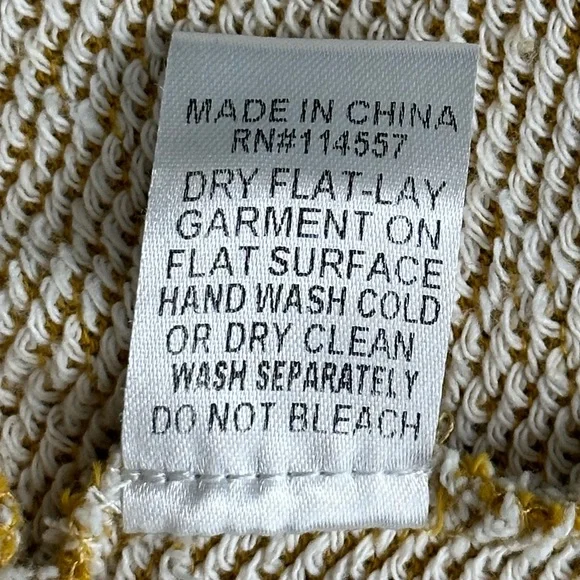 MADE IN CHINA
RN#114557
DRY FLAT-LAY
GARMENT ON
FLAT SURFACE
HAND WASH COLD
OR DRY CLEAN
WASH SEPARATELY
DO NOT BLEACH